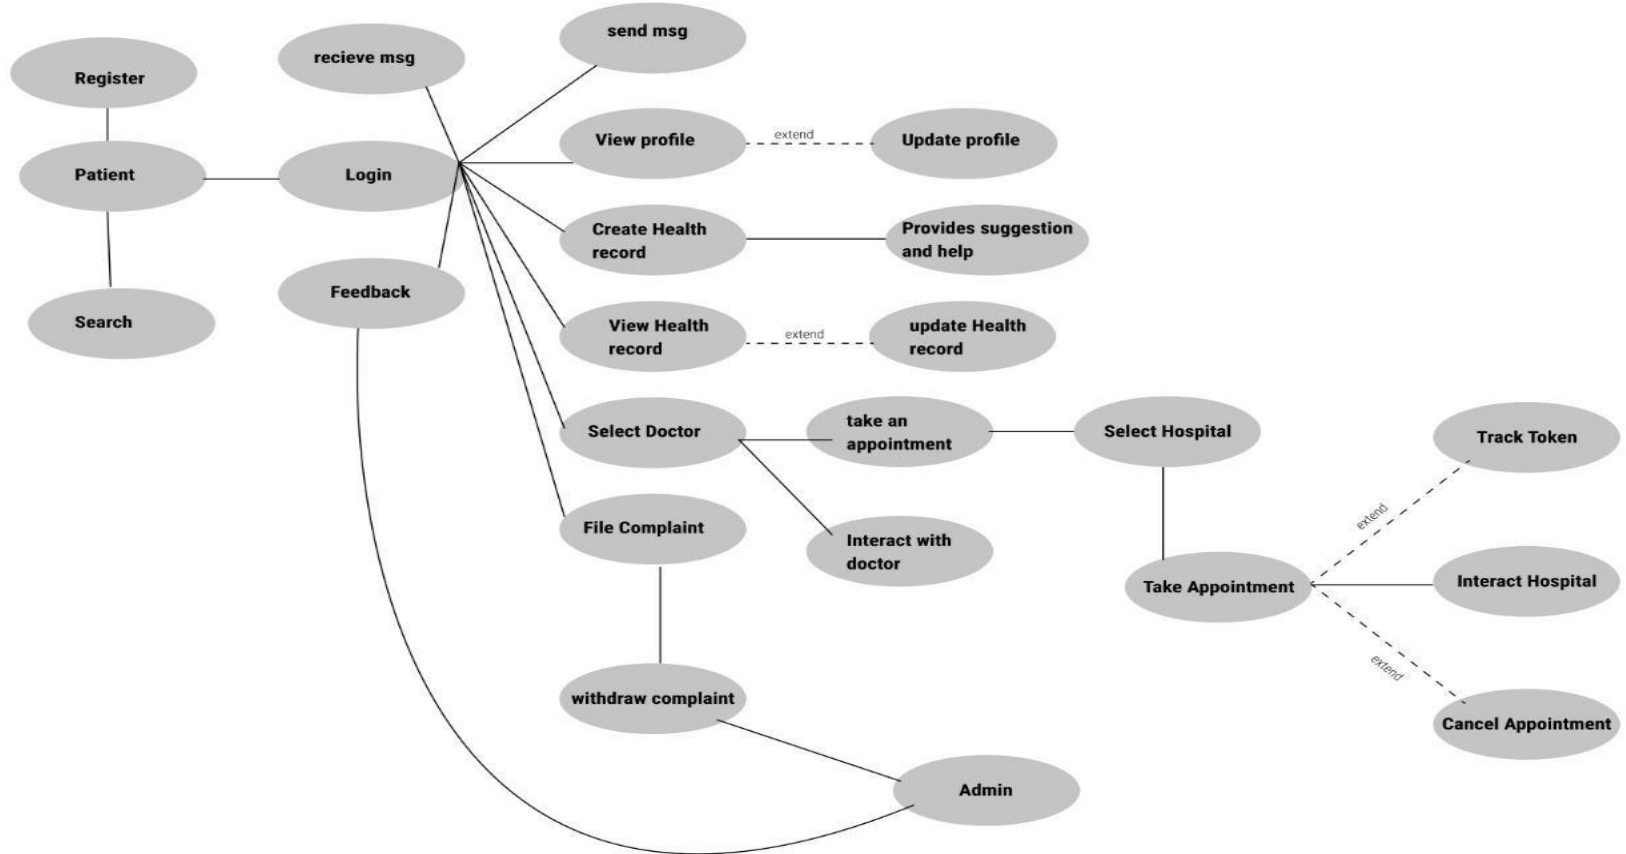 send msg
recieve msg
Register
View profile
extend
Update profile
Patient
Login
Create Health
record
Provides suggestion
and help
Feedback
Search
View Health
record
extend
update Health
record
Select Doctor
take an
appointment
Select Hospital
Track Token
extend
File Complaint
Interact with
doctor
Take Appointment
Interact Hospital
extend
withdraw complaint
Cancel Appointment
Admin